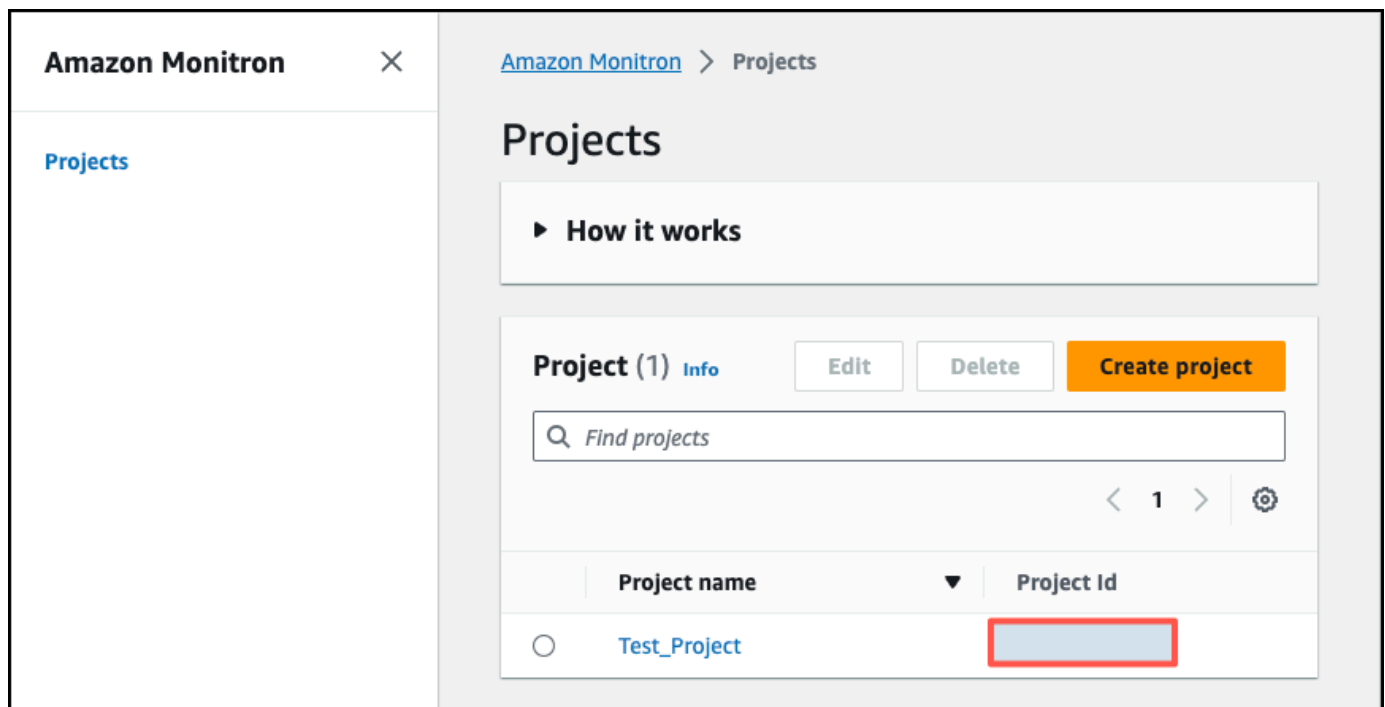 Amazon Monitron
Projects
Amazon Monitron > Projects
Projects
How it works
Project (1) Info Edit Delete Create project
Find projects
1
Project name Project Id
Test_Project